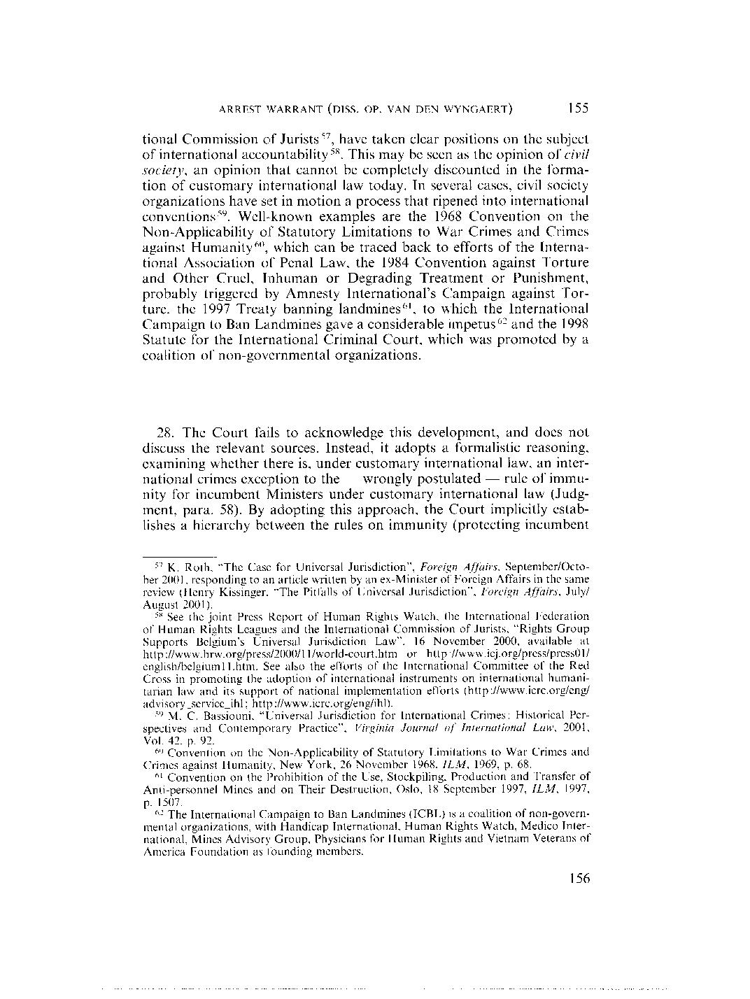 ARREST WARRANT (DISS. OP. VAN DEN WYNGAERT) 155
tional Commission of Jurists 57, have taken clear positions on the subject
of international accountability 58. This may be seen as the opinion of civil
society, an opinion that cannot be completely discounted in the forma-
tion of customary international law today. In several cases, civil society
organizations have set in motion a process that ripened into international
conventions 59. Well-known examples are the 1968 Convention on the
Non-Applicability of Statutory Limitations to War Crimes and Crimes
against Humanity 60, which can be traced back to efforts of the Interna-
tional Association of Penal Law, the 1984 Convention against Torture
and Other Cruel, Inhuman or Degrading Treatment or Punishment,
probably triggered by Amnesty International's Campaign against Tor-
ture, the 1997 Treaty banning landmines 61, to which the International
Campaign to Ban Landmines gave a considerable impetus 62 and the 1998
Statute for the International Criminal Court, which was promoted by a
coalition of non-governmental organizations.
28. The Court fails to acknowledge this development, and does not
discuss the relevant sources. Instead, it adopts a formalistic reasoning,
examining whether there is, under customary international law, an inter-
national crimes exception to the — wrongly postulated — rule of immu-
nity for incumbent Ministers under customary international law (Judg-
ment, para. 58). By adopting this approach, the Court implicitly estab-
lishes a hierarchy between the rules on immunity (protecting incumbent
57 K. Roth, "The Case for Universal Jurisdiction", Foreign Affairs, September/Octo-
ber 2001, responding to an article written by an ex-Minister of Foreign Affairs in the same
review (Henry Kissinger, "The Pitfalls of Universal Jurisdiction", Foreign Affairs, July/
August 2001).
58 See the joint Press Report of Human Rights Watch, the International Federation
of Human Rights Leagues and the International Commission of Jurists, "Rights Group
Supports Belgium's Universal Jurisdiction Law", 16 November 2000, available at
http://www.hrw.org/press/2000/11/world-court.htm or http://www.icj.org/press/press01/
english/belgium11.htm. See also the efforts of the International Committee of the Red
Cross in promoting the adoption of international instruments on international humani-
tarian law and its support of national implementation efforts (http://www.icrc.org/eng/
advisory_service_ihl; http://www.icrc.org/eng/ihl).
59 M. C. Bassiouni, "Universal Jurisdiction for International Crimes: Historical Per-
spectives and Contemporary Practice", Virginia Journal of International Law, 2001,
Vol. 42, p. 92.
60 Convention on the Non-Applicability of Statutory Limitations to War Crimes and
Crimes against Humanity, New York, 26 November 1968, ILM, 1969, p. 68.
61 Convention on the Prohibition of the Use, Stockpiling, Production and Transfer of
Anti-personnel Mines and on Their Destruction, Oslo, 18 September 1997, ILM, 1997,
p. 1507.
62 The International Campaign to Ban Landmines (ICBL) is a coalition of non-govern-
mental organizations, with Handicap International, Human Rights Watch, Medico Inter-
national, Mines Advisory Group, Physicians for Human Rights and Vietnam Veterans of
America Foundation as founding members.
156